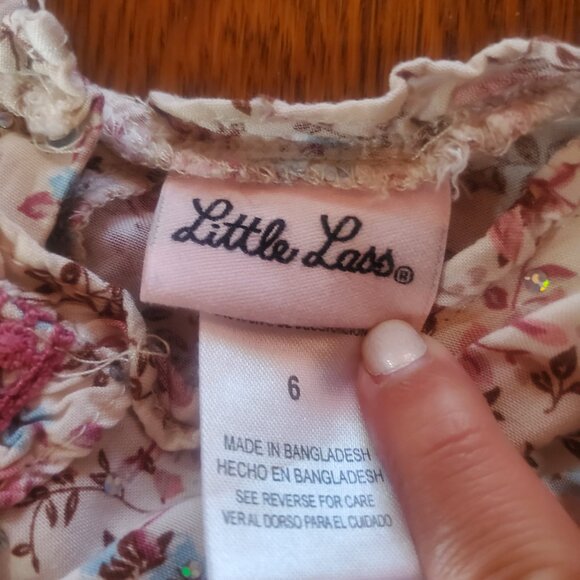 Little Lass®
6
MADE IN BANGLADESH
HECHO EN BANGLADESH
SEE REVERSE FOR CARE
VER AL DORSO PARA EL CUIDADO